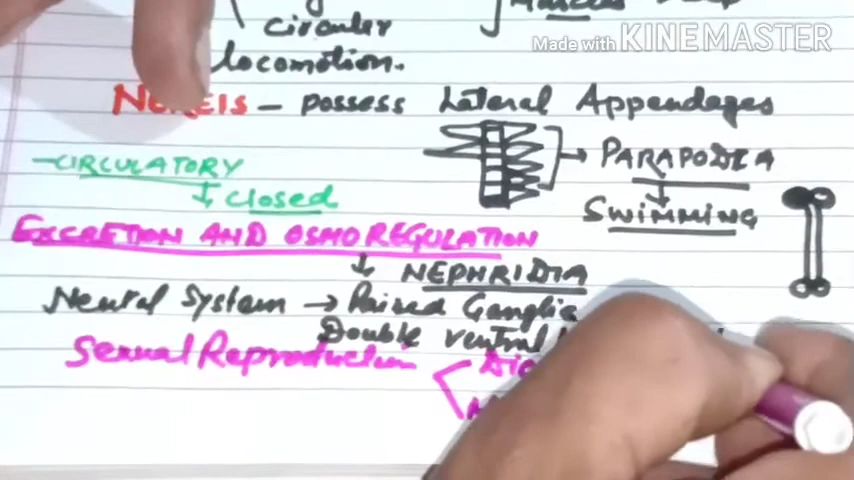 circular
Made with KINEMASTER
locomotion.
NEREIS – possess Lateral Appendages
CIRCULATORY
PARAPODIA
closed
SWIMMING
EXCRETION AND OSMOREGULATION
NEPHRIDIA
Neural System → Paired Ganglia
Double ventral
Sexual Reproduction